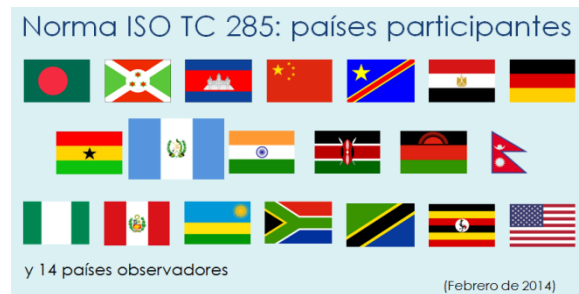 Norma ISO TC 285: países participantes
y 14 países observadores
(Febrero de 2014)